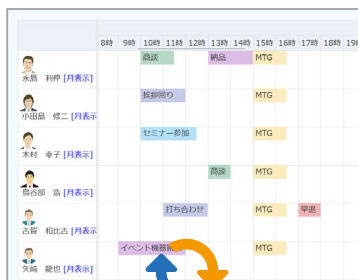 8時 9時 10時 11時 12時 13時 14時 15時 16時 17時 18時 19時
商談 納品 MTG
永島 利伸 [月表示]
挨拶回り MTG
小田島 修二 [月表示
セミナー参加 MTG
木村 幸子 [月表示]
商談 MTG
鳥谷部 浩 [月表示]
打ち合わせ MTG 早退
古賀 相比古 [月表示
イベント機器 MTG
矢崎 龍也 [月表示]